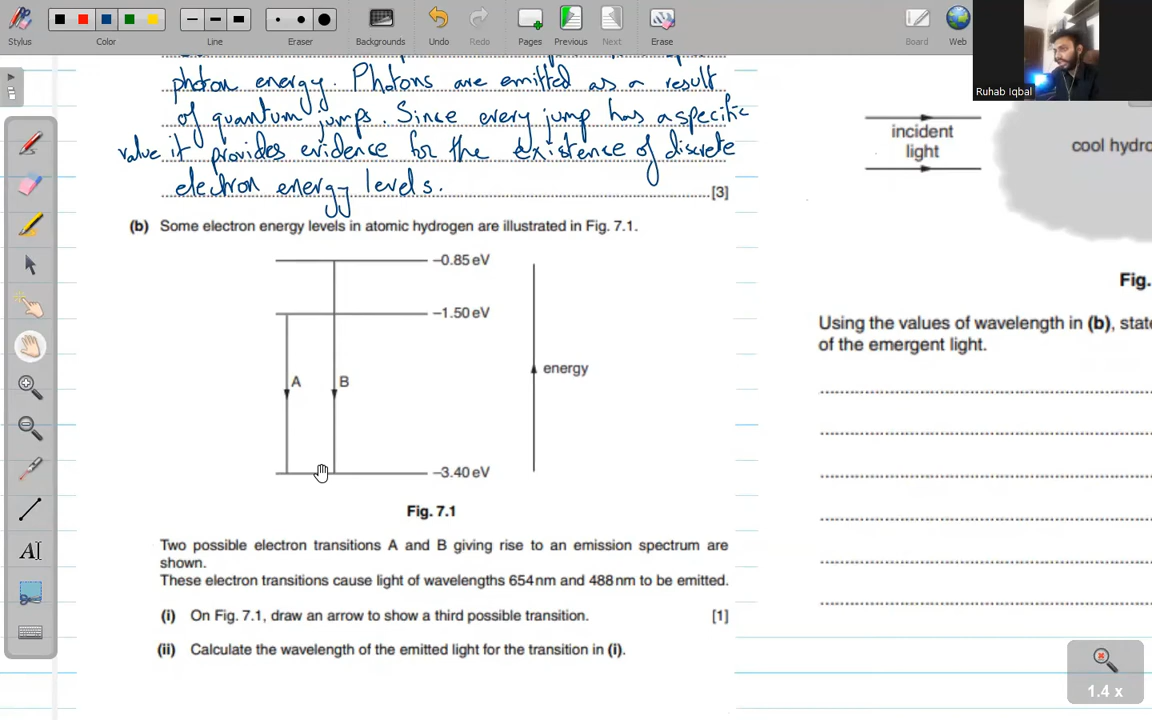 Stylus
Color
Line
Eraser
Backgrounds
Undo
Redo
Pages
Previous
Next
Erase
Board
Web
Ruhab Iqbal
photon energy. Photons are emitted as a result
of quantum jumps. Since every jump has a specific
value it provides evidence for the existence of discrete
electron energy levels.
[3]
(b) Some electron energy levels in atomic hydrogen are illustrated in Fig. 7.1.
–0.85 eV
–1.50 eV
A
B
energy
–3.40 eV
Fig. 7.1
Two possible electron transitions A and B giving rise to an emission spectrum are
shown.
These electron transitions cause light of wavelengths 654 nm and 488 nm to be emitted.
(i) On Fig. 7.1, draw an arrow to show a third possible transition. [1]
(ii) Calculate the wavelength of the emitted light for the transition in (i).
incident
light
cool hydro
Fig.
Using the values of wavelength in (b), state
of the emergent light.
1.4 x